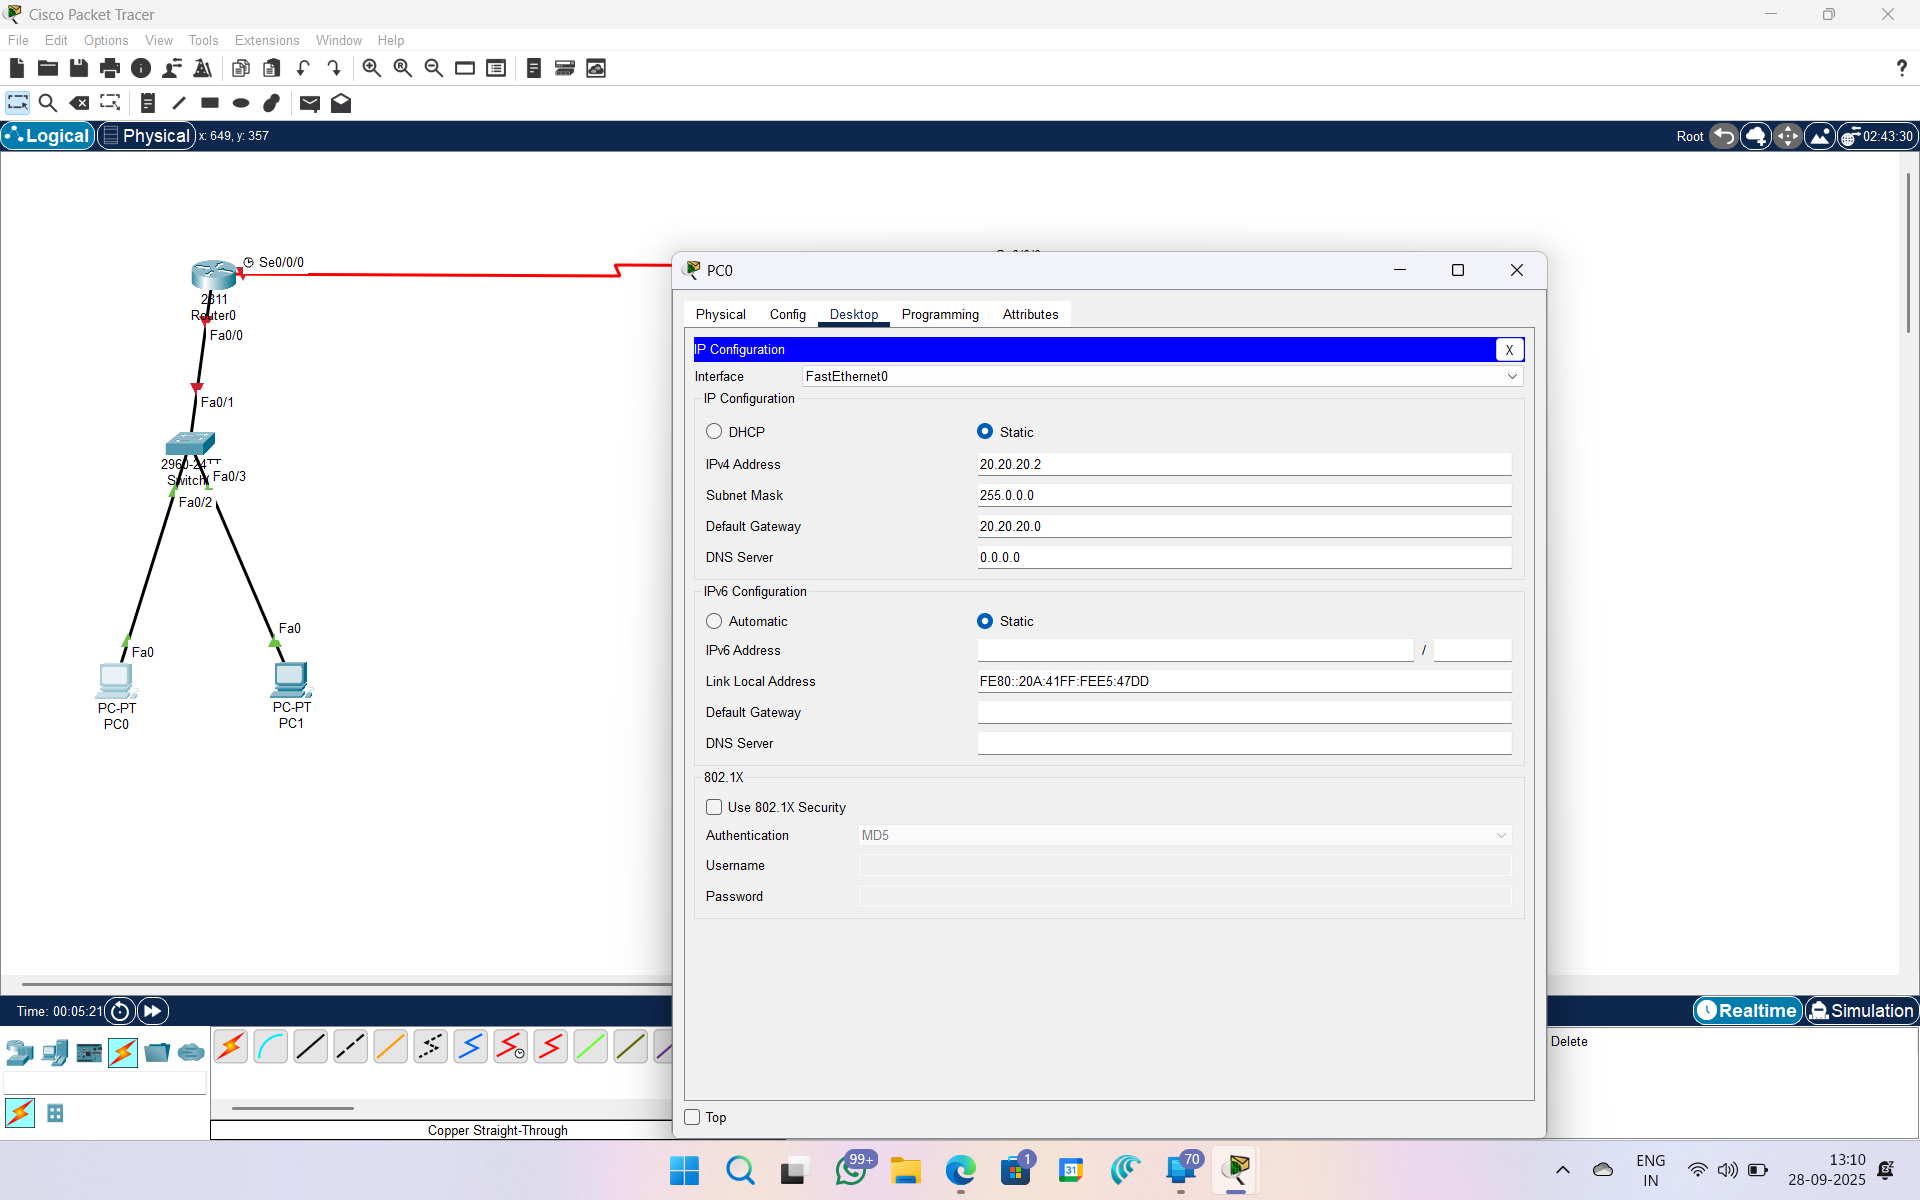 Cisco Packet Tracer
File Edit Options View Tools Extensions Window Help
?
Logical Physical x: 649, y: 357 Root 02:43:30
Se0/0/0
2811
Router0
Fa0/0
Fa0/1
Fa0/3
Fa0/2
Fa0
Fa0
PC-PT
PC0
PC-PT
PC1
PC0
Physical Config Desktop Programming Attributes
IP Configuration X
Interface FastEthernet0
IP Configuration
DHCP Static
IPv4 Address 20.20.20.2
Subnet Mask 255.0.0.0
Default Gateway 20.20.20.0
DNS Server 0.0.0.0
IPv6 Configuration
Automatic Static
IPv6 Address /
Link Local Address FE80::20A:41FF:FEE5:47DD
Default Gateway
DNS Server
802.1X
Use 802.1X Security
Authentication MD5
Username
Password
Top
Time: 00:05:21 Realtime Simulation
Delete
Copper Straight-Through
99+ 1 31 70
ENG
IN
13:10
28-09-2025